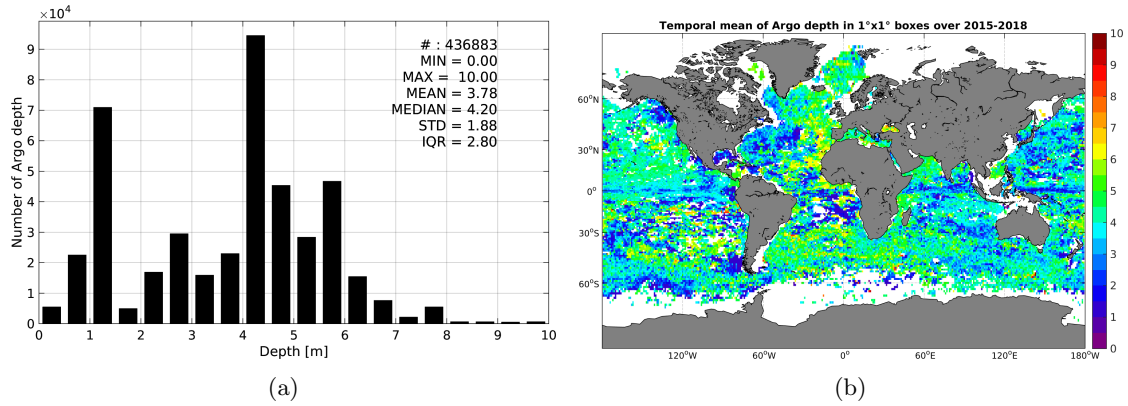 ×10⁴
# : 436883
MIN = 0.00
MAX = 10.00
MEAN = 3.78
MEDIAN = 4.20
STD = 1.88
IQR = 2.80
9
8
7
6
5
4
3
2
1
0
Number of Argo depth
0 1 2 3 4 5 6 7 8 9 10
Depth [m]
(a)
Temporal mean of Argo depth in 1°x1° boxes over 2015-2018
60°N
30°N
0°
30°S
60°S
120°W 60°W 0° 60°E 120°E 180°W
10
9
8
7
6
5
4
3
2
1
0
(b)